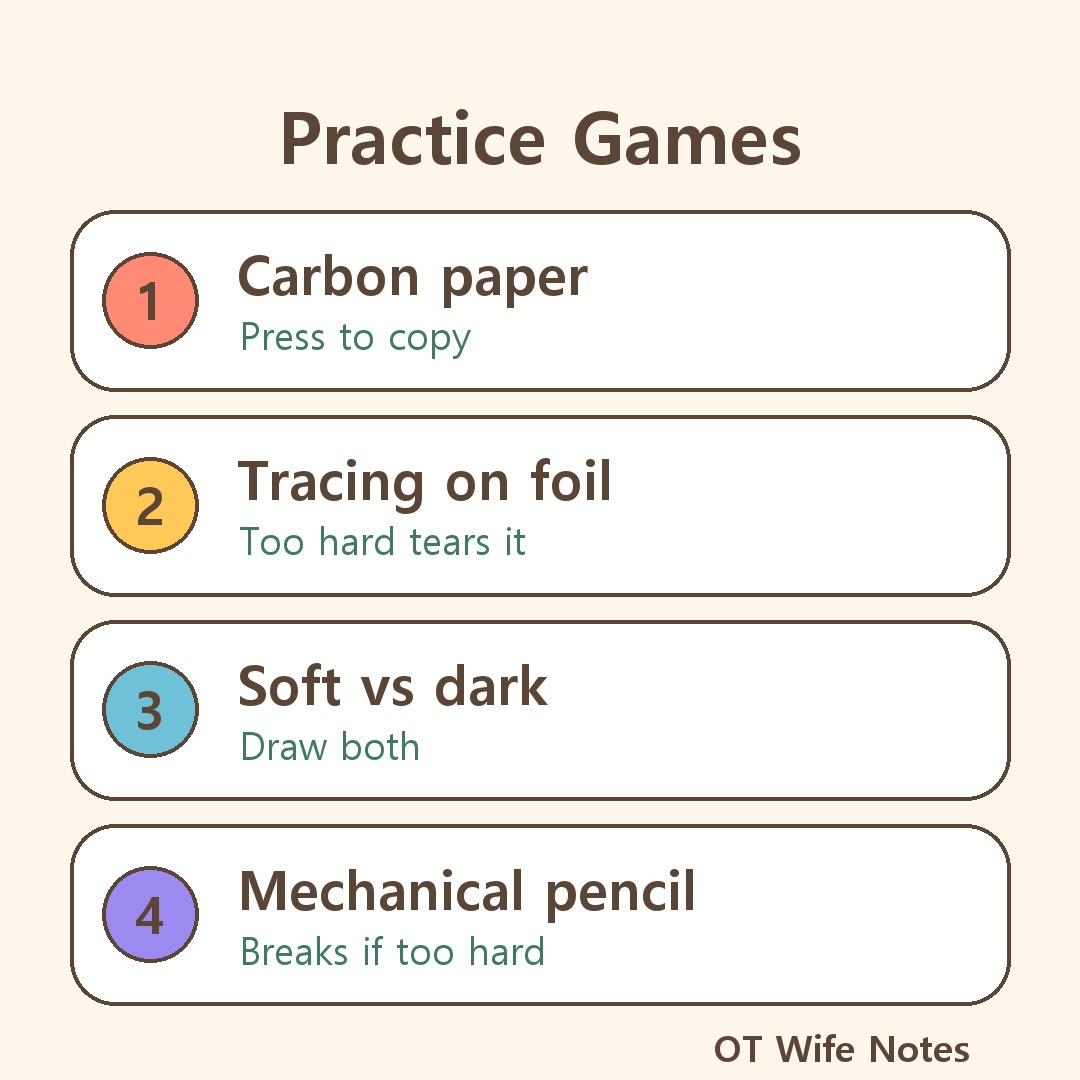 Practice Games
1
Carbon paper
Press to copy
2
Tracing on foil
Too hard tears it
3
Soft vs dark
Draw both
4
Mechanical pencil
Breaks if too hard
OT Wife Notes